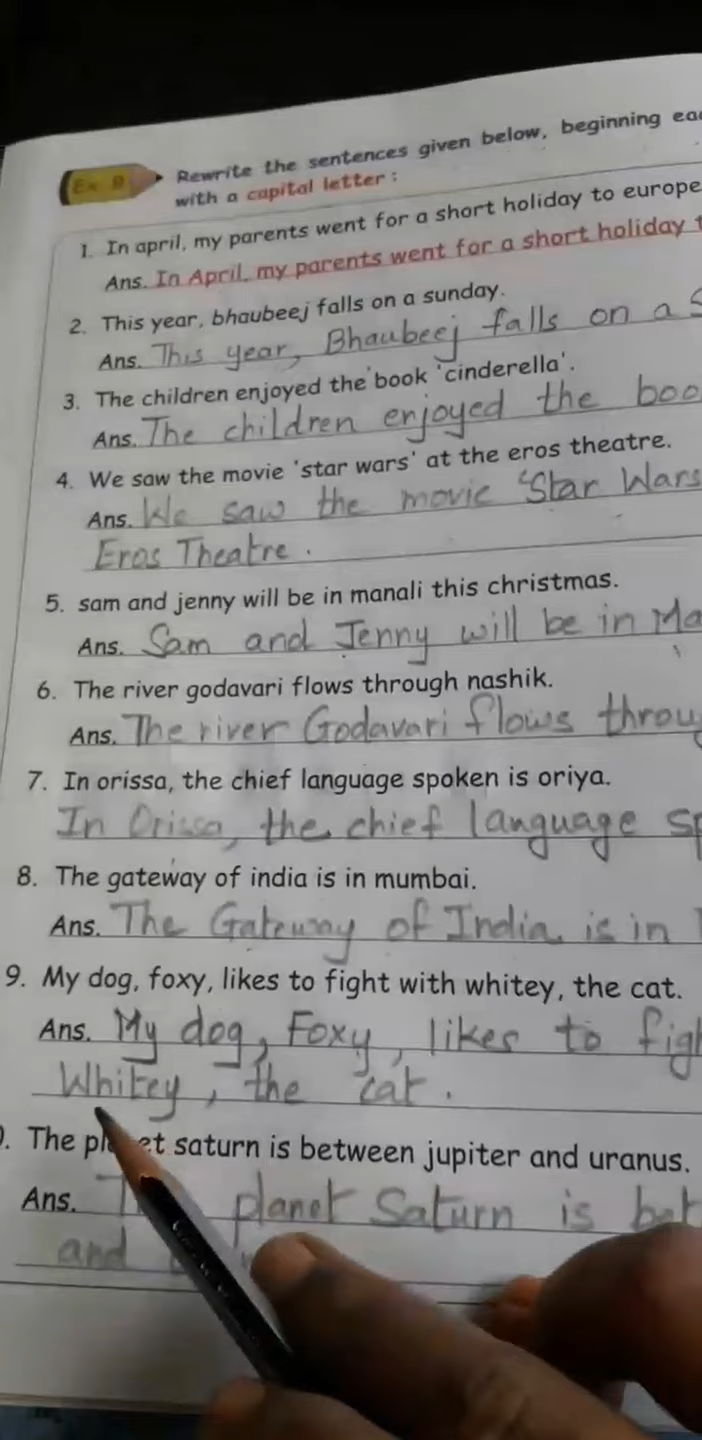 Ex. B Rewrite the sentences given below, beginning
with a capital letter :
1. In april, my parents went for a short holiday to europe
Ans. In April, my parents went for a short holiday
2. This year, bhaubeej falls on a sunday.
Ans. This year, Bhaubeej falls on a S
3. The children enjoyed the book 'cinderella'.
Ans. The children enjoyed the boo
4. We saw the movie 'star wars' at the eros theatre.
Ans. We saw the movie 'Star Wars
Eros Theatre.
5. sam and jenny will be in manali this christmas.
Ans. Sam and Jenny will be in Ma
6. The river godavari flows through nashik.
Ans. The river Godavari flows throu
7. In orissa, the chief language spoken is oriya.
In Orissa, the chief language sp
8. The gateway of india is in mumbai.
Ans. The Gateway of India is in
9. My dog, foxy, likes to fight with whitey, the cat.
Ans. My dog, Foxy, likes to figh
Whitey, the cat.
The planet saturn is between jupiter and uranus.
Ans. planet Saturn is bet
and